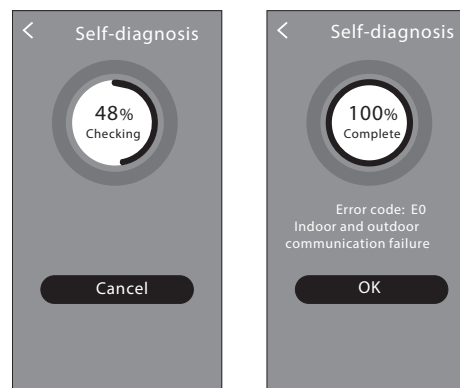 Self-diagnosis
48%
Checking
Cancel
Self-diagnosis
100%
Complete
Error code: E0
Indoor and outdoor
communication failure
OK